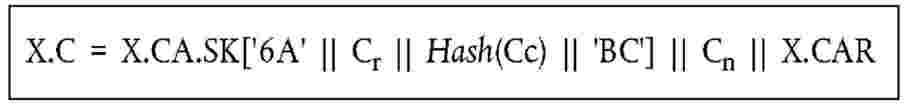 X.C = X.CA.SK['6A' || Cr || Hash(Cc) || 'BC'] || Cn || X.CAR